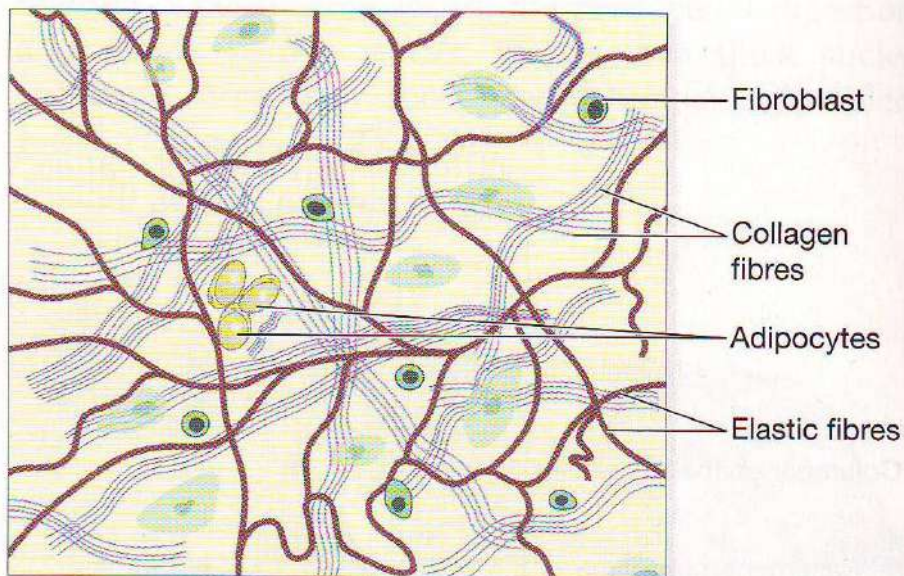 Fibroblast
Collagen
fibres
Adipocytes
Elastic fibres